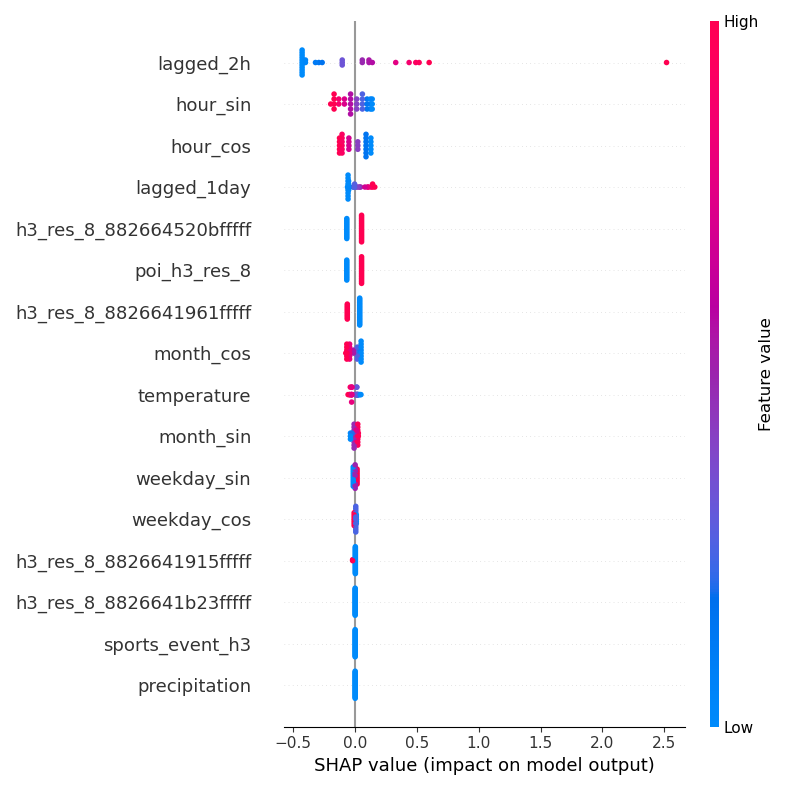 High
lagged_2h
hour_sin
hour_cos
lagged_1day
h3_res_8_882664520bfffff
poi_h3_res_8
h3_res_8_8826641961fffff
month_cos
temperature
month_sin
weekday_sin
weekday_cos
h3_res_8_8826641915fffff
h3_res_8_8826641b23fffff
sports_event_h3
precipitation
Feature value
Low
−0.5 0.0 0.5 1.0 1.5 2.0 2.5
SHAP value (impact on model output)